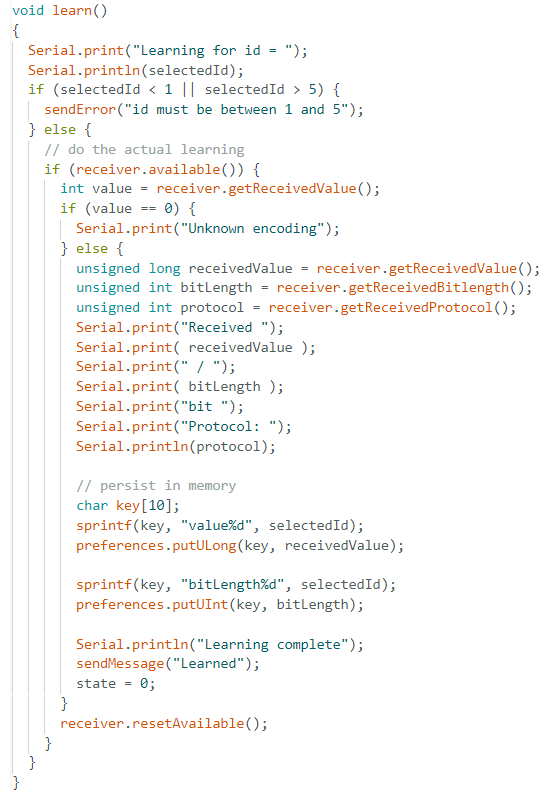 void learn()
{
  Serial.print("Learning for id = ");
  Serial.println(selectedId);
  if (selectedId < 1 || selectedId > 5) {
    sendError("id must be between 1 and 5");
  } else {
    // do the actual learning
    if (receiver.available()) {
      int value = receiver.getReceivedValue();
      if (value == 0) {
        Serial.print("Unknown encoding");
      } else {
        unsigned long receivedValue = receiver.getReceivedValue();
        unsigned int bitLength = receiver.getReceivedBitlength();
        unsigned int protocol = receiver.getReceivedProtocol();
        Serial.print("Received ");
        Serial.print( receivedValue );
        Serial.print(" / ");
        Serial.print( bitLength );
        Serial.print("bit ");
        Serial.print("Protocol: ");
        Serial.println(protocol);

        // persist in memory
        char key[10];
        sprintf(key, "value%d", selectedId);
        preferences.putULong(key, receivedValue);

        sprintf(key, "bitLength%d", selectedId);
        preferences.putUInt(key, bitLength);

        Serial.println("Learning complete");
        sendMessage("Learned");
        state = 0;
      }
      receiver.resetAvailable();
    }
  }
}